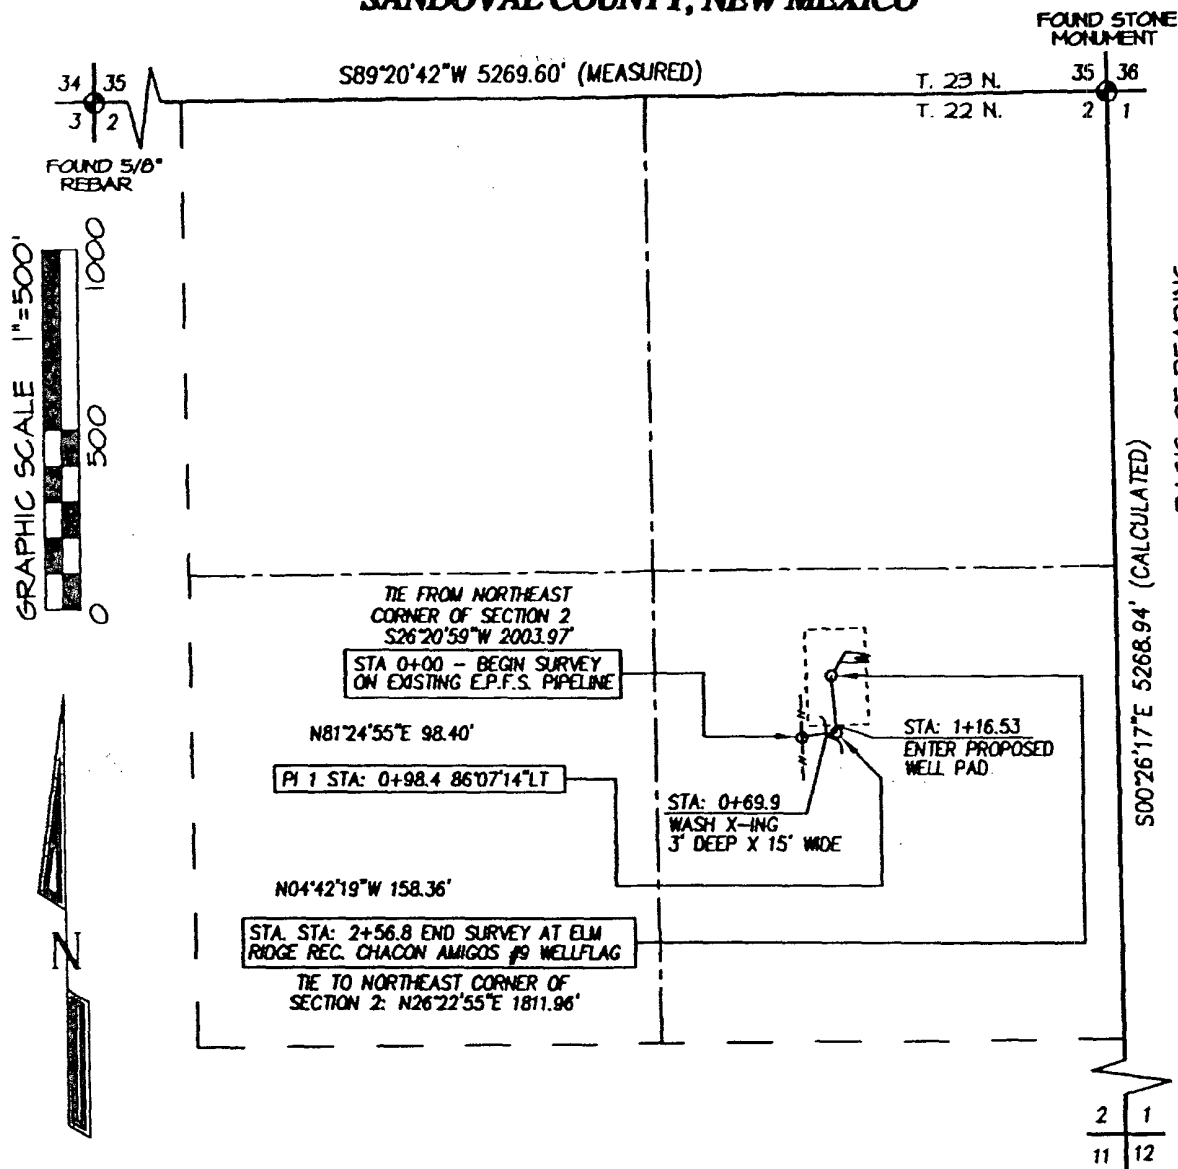 SANDOVAL COUNTY, NEW MEXICO
FOUND STONE
MONUMENT
S89°20'42"W 5269.60' (MEASURED)
34 35
3 2
T. 23 N.
T. 22 N.
35 36
2 1
FOUND 5/8"
REBAR
GRAPHIC SCALE 1"=500'
1000
500
0
S00°26'17"E 5268.94' (CALCULATED)
TIE FROM NORTHEAST
CORNER OF SECTION 2
S26°20'59"W 2003.97'
STA 0+00 - BEGIN SURVEY
ON EXISTING E.P.F.S. PIPELINE
N81°24'55"E 98.40'
PI 1 STA: 0+98.4 86°07'14"LT
STA: 1+16.53
ENTER PROPOSED
WELL PAD
STA: 0+69.9
WASH X-ING
3' DEEP X 15' WIDE
N04°42'19"W 158.36'
STA. STA: 2+56.8 END SURVEY AT ELM
RIDGE REC. CHACON AMIGOS #9 WELLFLAG
TIE TO NORTHEAST CORNER OF
SECTION 2: N26°22'55"E 1811.96'
N
2 1
11 12